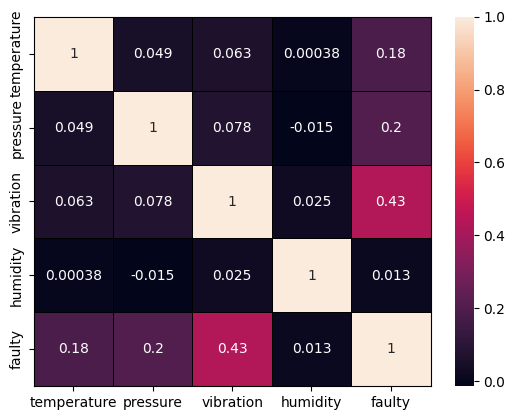 temperature 1 0.049 0.063 0.00038 0.18
pressure 0.049 1 0.078 -0.015 0.2
vibration 0.063 0.078 1 0.025 0.43
humidity 0.00038 -0.015 0.025 1 0.013
faulty 0.18 0.2 0.43 0.013 1
temperature pressure vibration humidity faulty
1.0
0.8
0.6
0.4
0.2
0.0